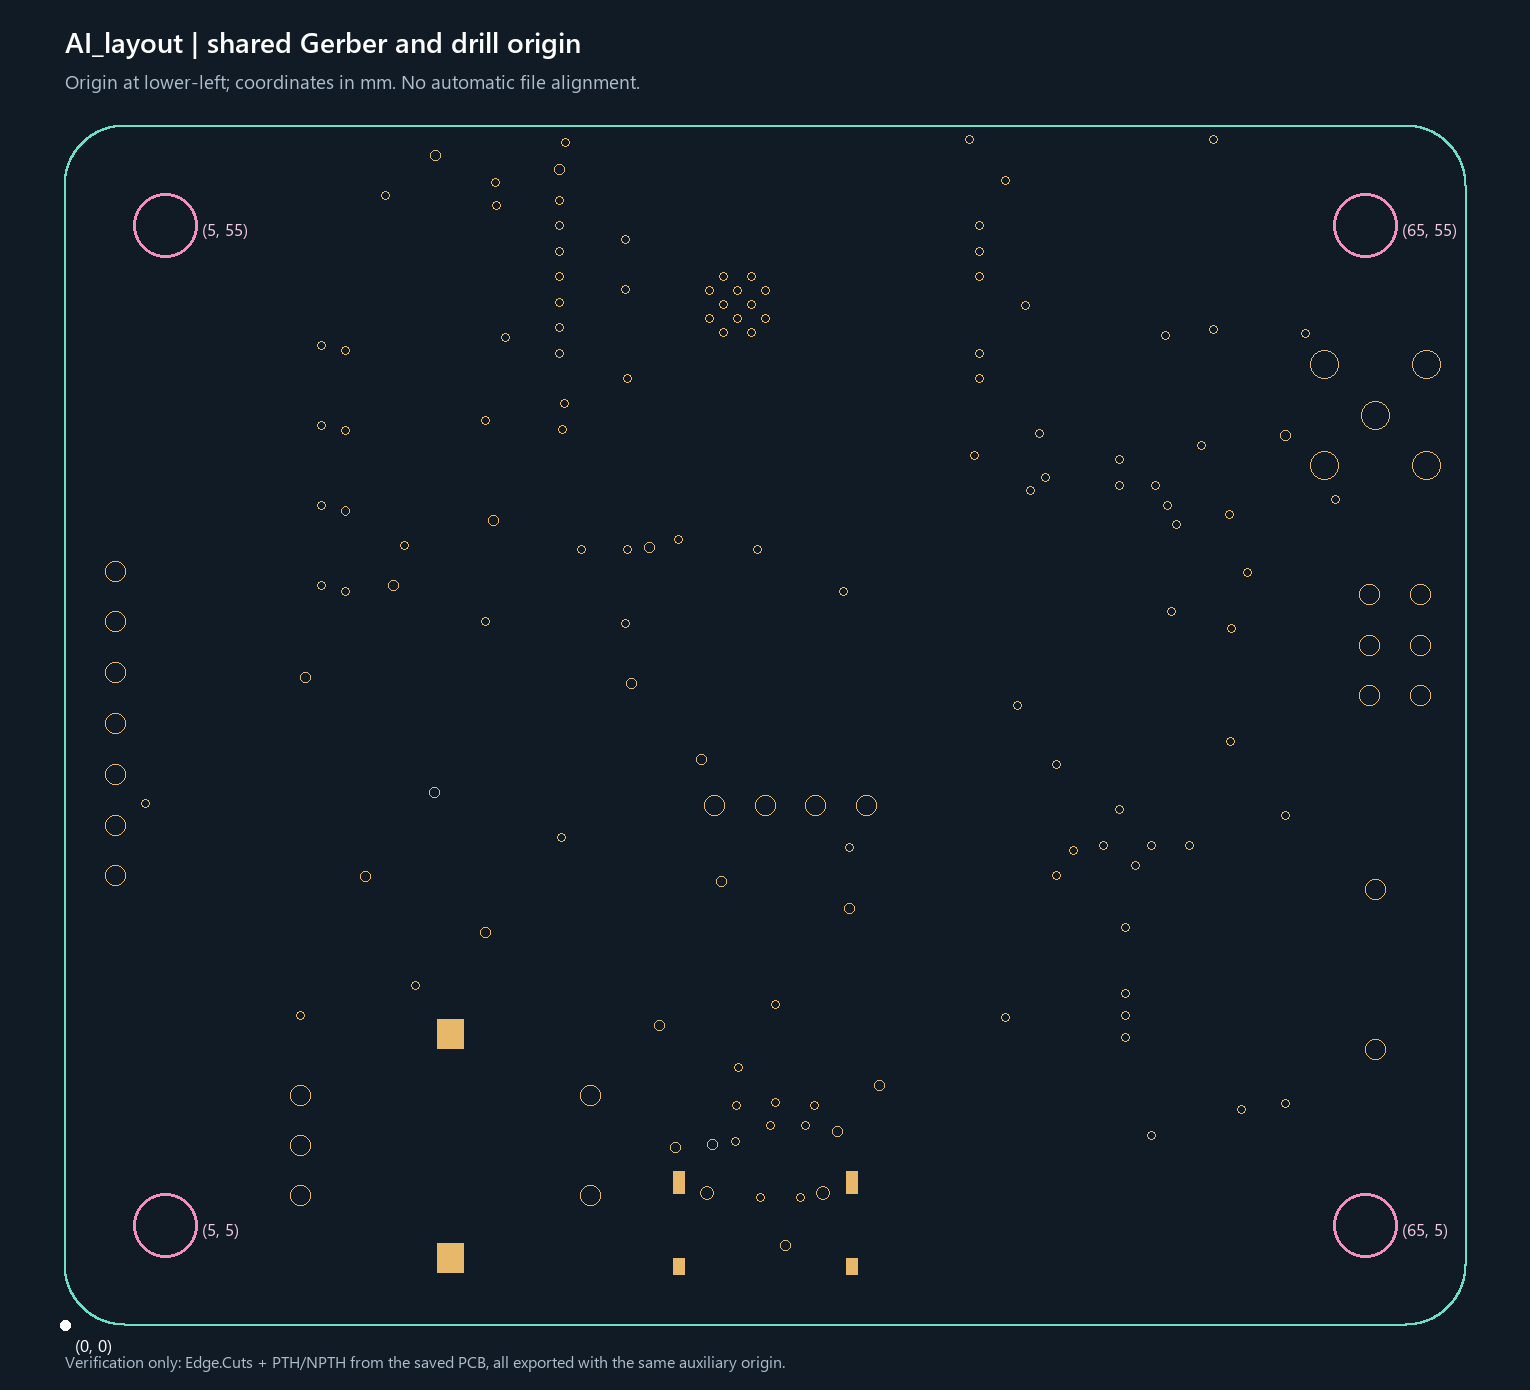 AI_layout | shared Gerber and drill origin
Origin at lower-left; coordinates in mm. No automatic file alignment.
(5, 55)
(65, 55)
(5, 5)
(65, 5)
(0, 0)
Verification only: Edge.Cuts + PTH/NPTH from the saved PCB, all exported with the same auxiliary origin.